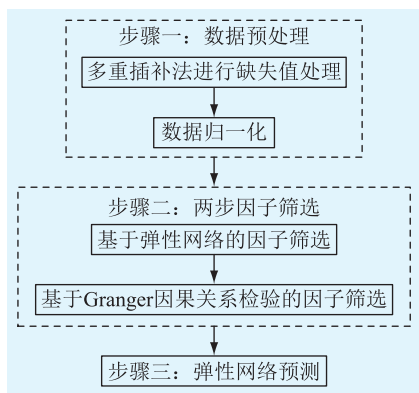 步骤一：数据预处理
多重插补法进行缺失值处理
数据归一化
步骤二：两步因子筛选
基于弹性网络的因子筛选
基于Granger因果关系检验的因子筛选
步骤三：弹性网络预测